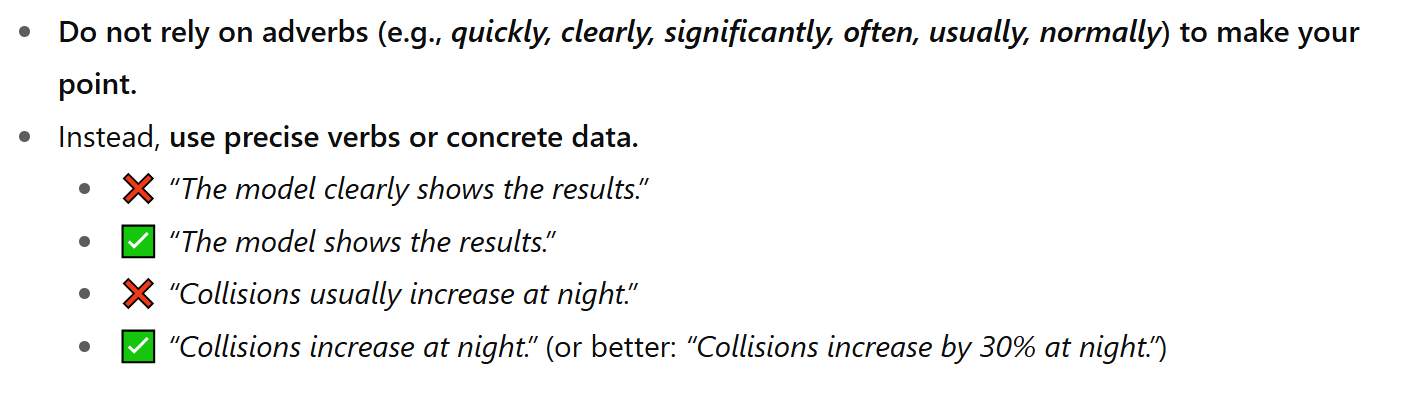 Do not rely on adverbs (e.g., quickly, clearly, significantly, often, usually, normally) to make your
point.
Instead, use precise verbs or concrete data.
❌ “The model clearly shows the results.”
✅ “The model shows the results.”
❌ “Collisions usually increase at night.”
✅ “Collisions increase at night.” (or better: “Collisions increase by 30% at night.”)